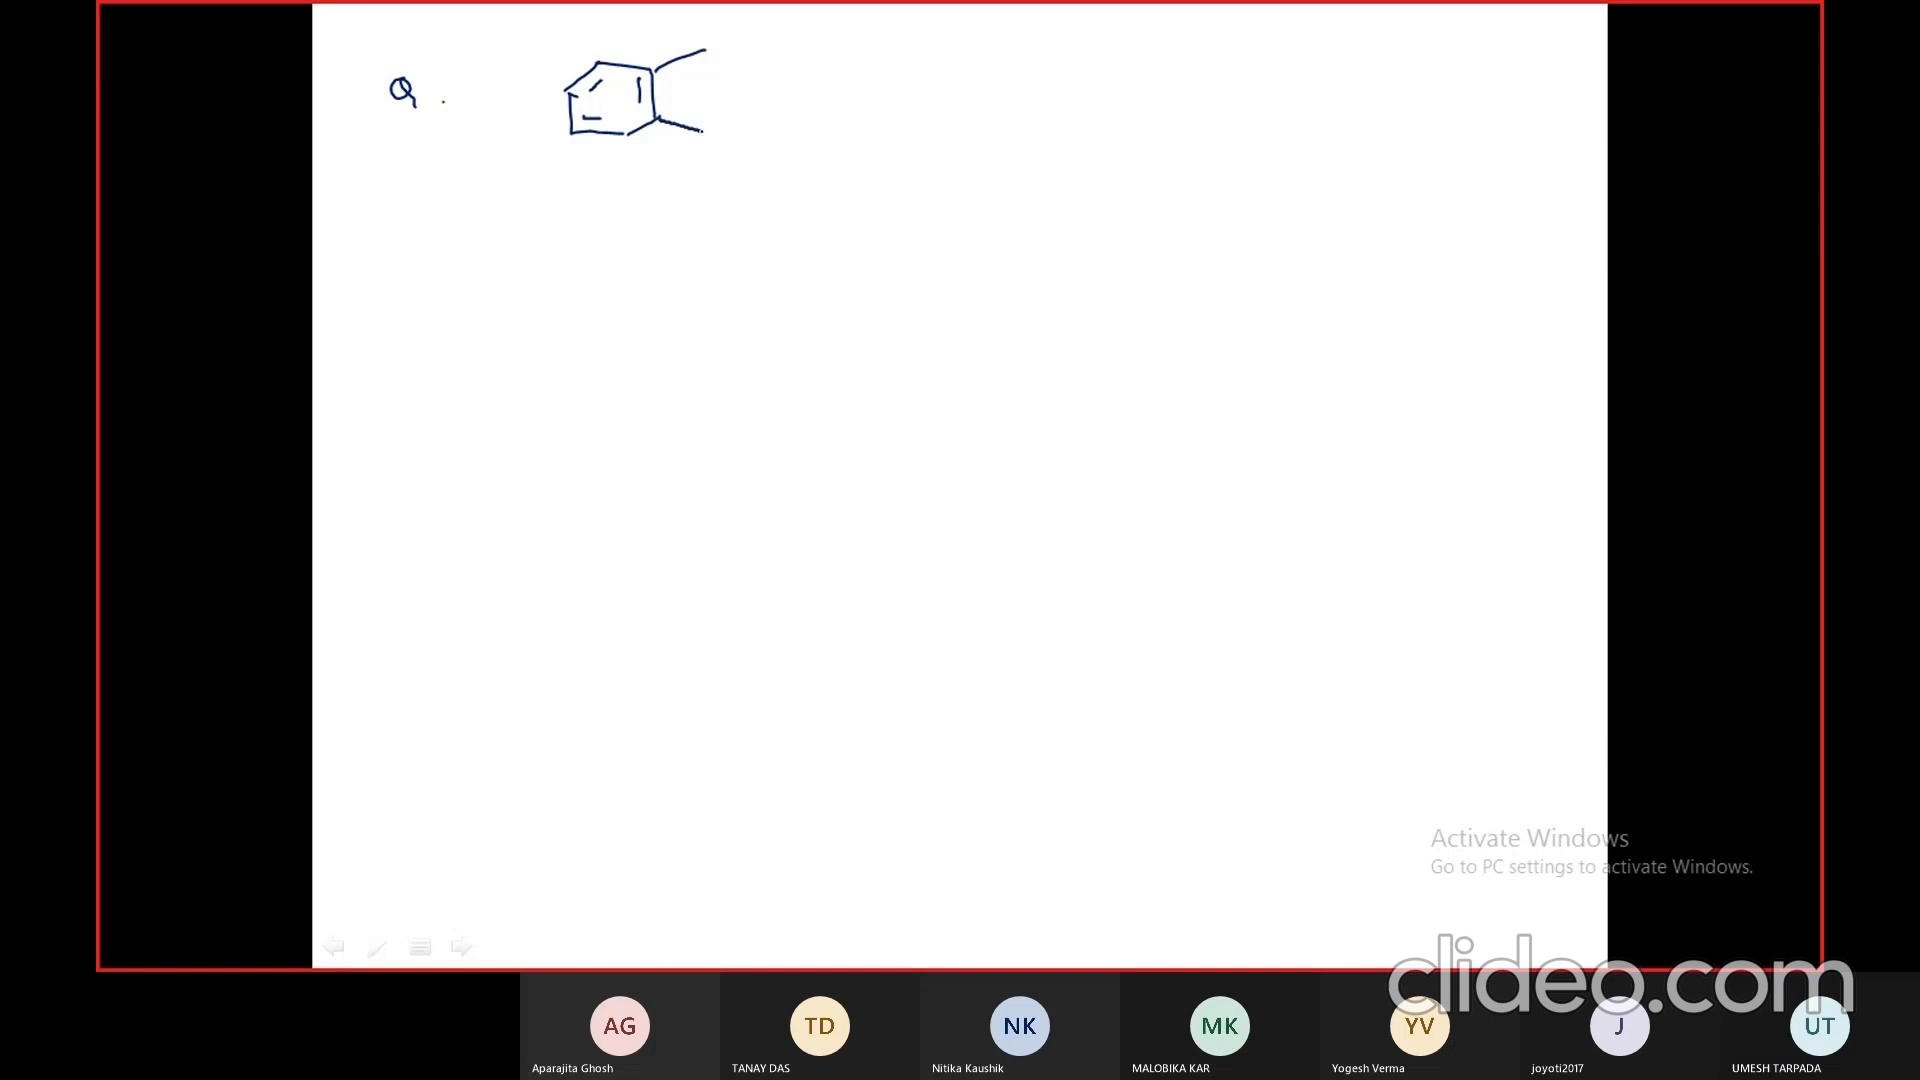 Q.
Activate Windows
Go to PC settings to activate Windows.
clideo.com
AG TD NK MK YV J UT
Aparajita Ghosh TANAY DAS Nitika Kaushik MALOBIKA KAR Yogesh Verma joyoti2017 UMESH TARPADA